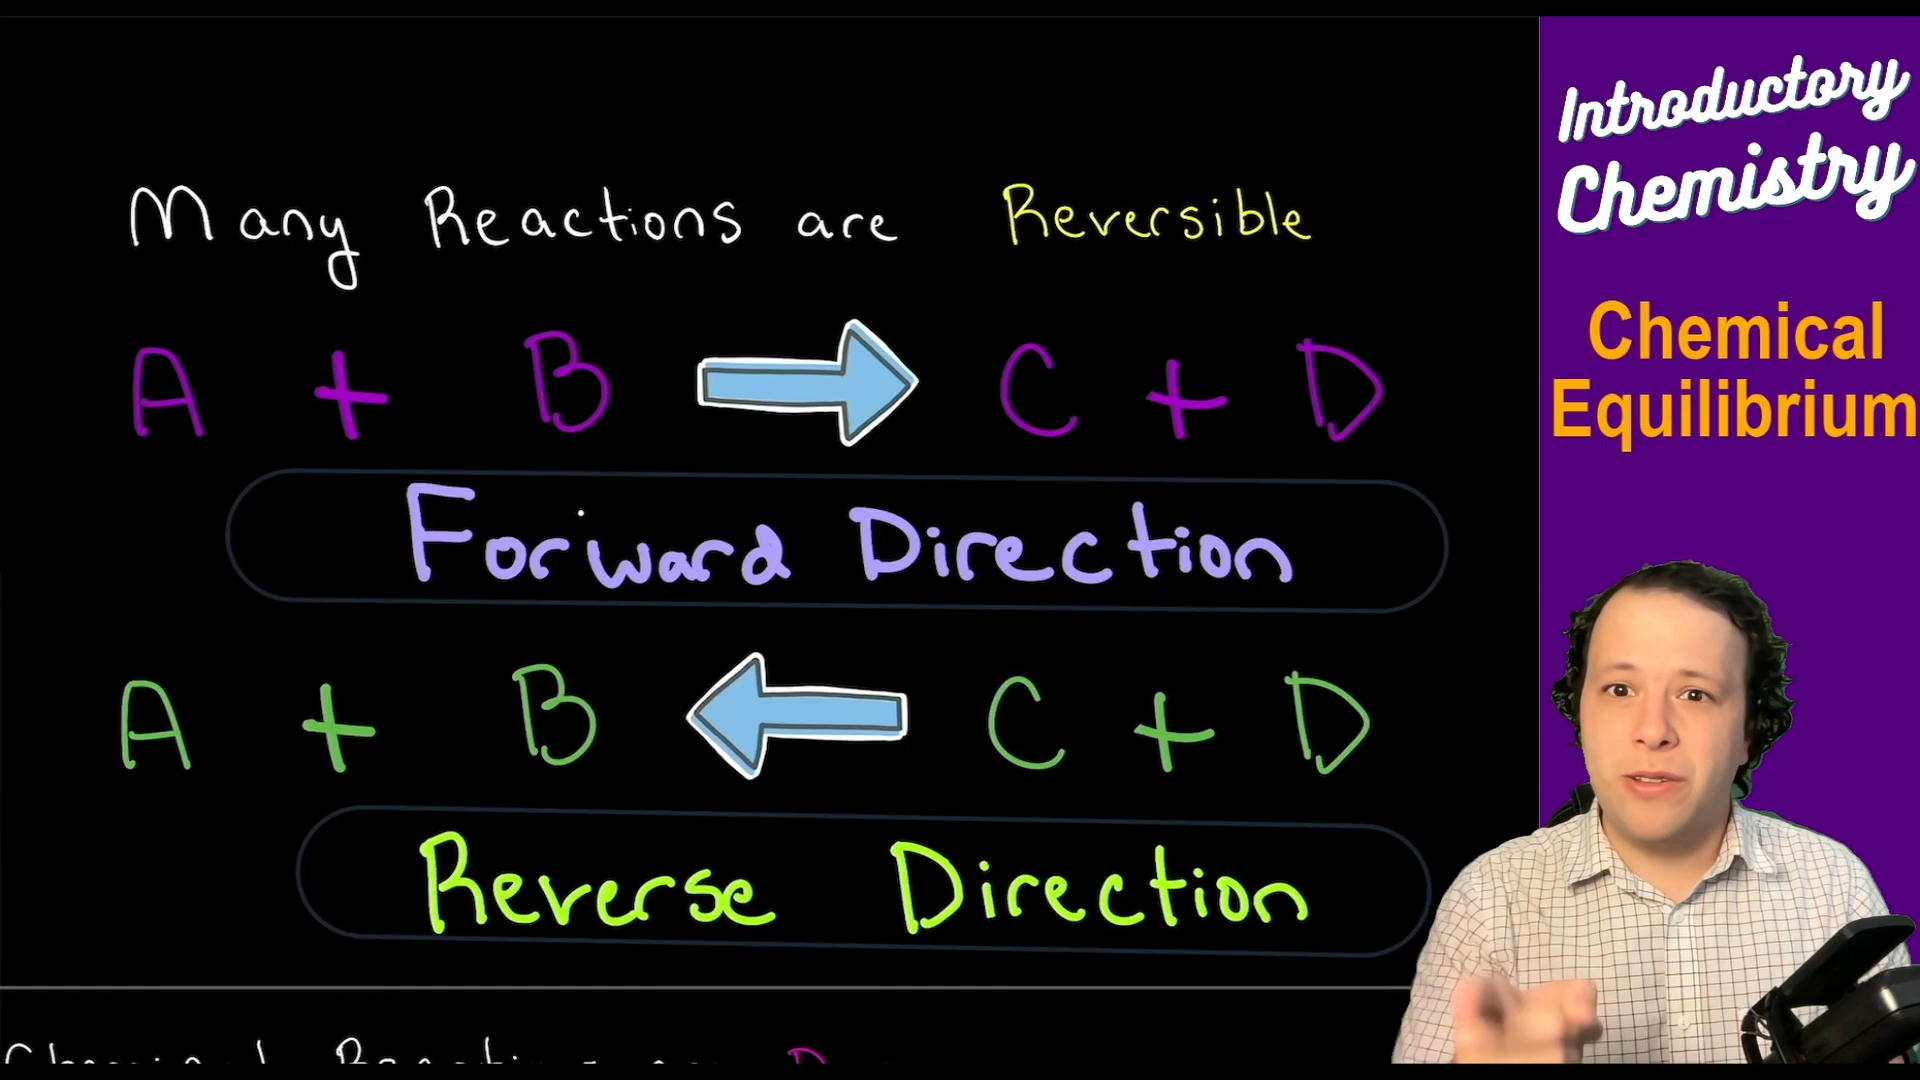 Many Reactions are Reversible
A + B C + D
Forward Direction
A + B C + D
Reverse Direction
Introductory
Chemistry
Chemical
Equilibrium